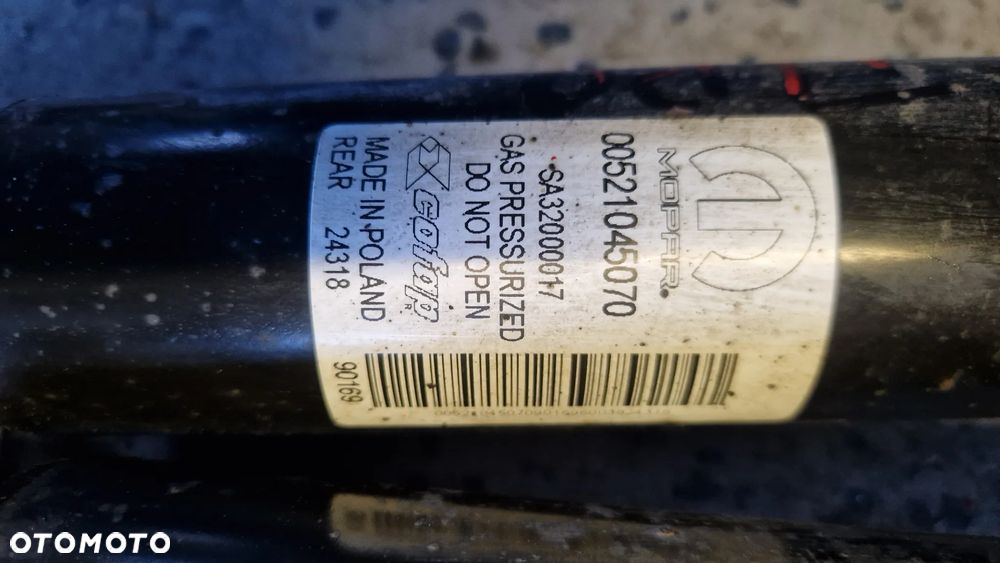 MOPAR®
00521045070
SA32000017
GAS PRESSURIZED
DO NOT OPEN
cofap
R
MADE IN POLAND
REAR 24318
90169
OTOMOTO